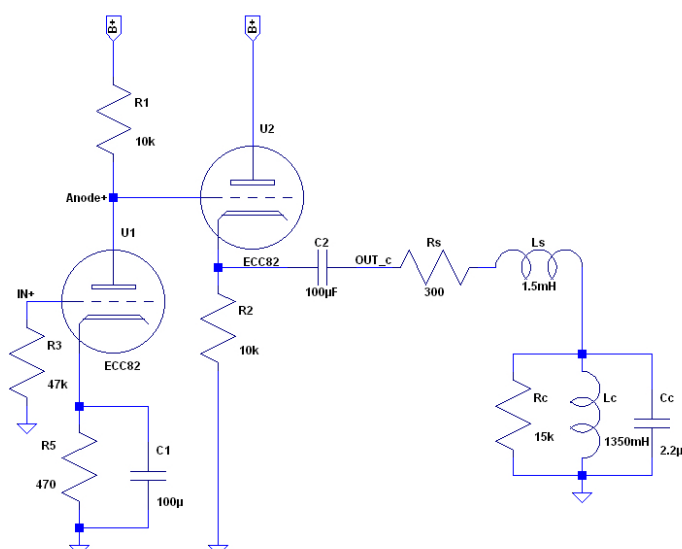 B+
B+
R1
10k
U2
Anode+
U1
ECC82
C2
100µF
OUT_c
Rs
300
Ls
1.5mH
IN+
R3
47k
ECC82
R2
10k
R5
470
C1
100µ
Rc
15k
Lc
1350mH
Cc
2.2µ